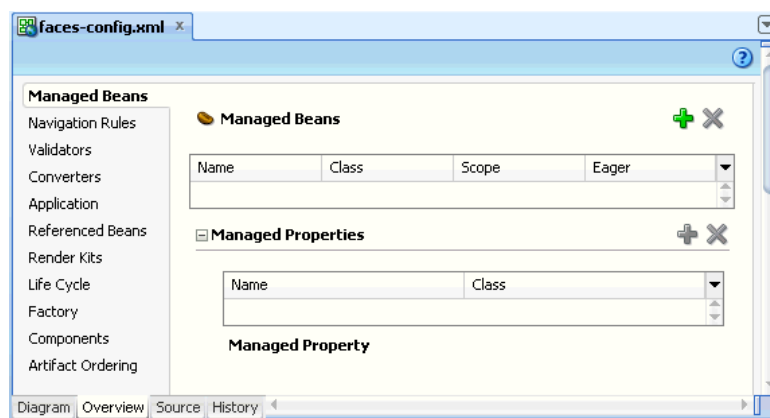 faces-config.xml
Managed Beans
Navigation Rules
Validators
Converters
Application
Referenced Beans
Render Kits
Life Cycle
Factory
Components
Artifact Ordering
Managed Beans
Name Class Scope Eager
Managed Properties
Name Class
Managed Property
Diagram Overview Source History